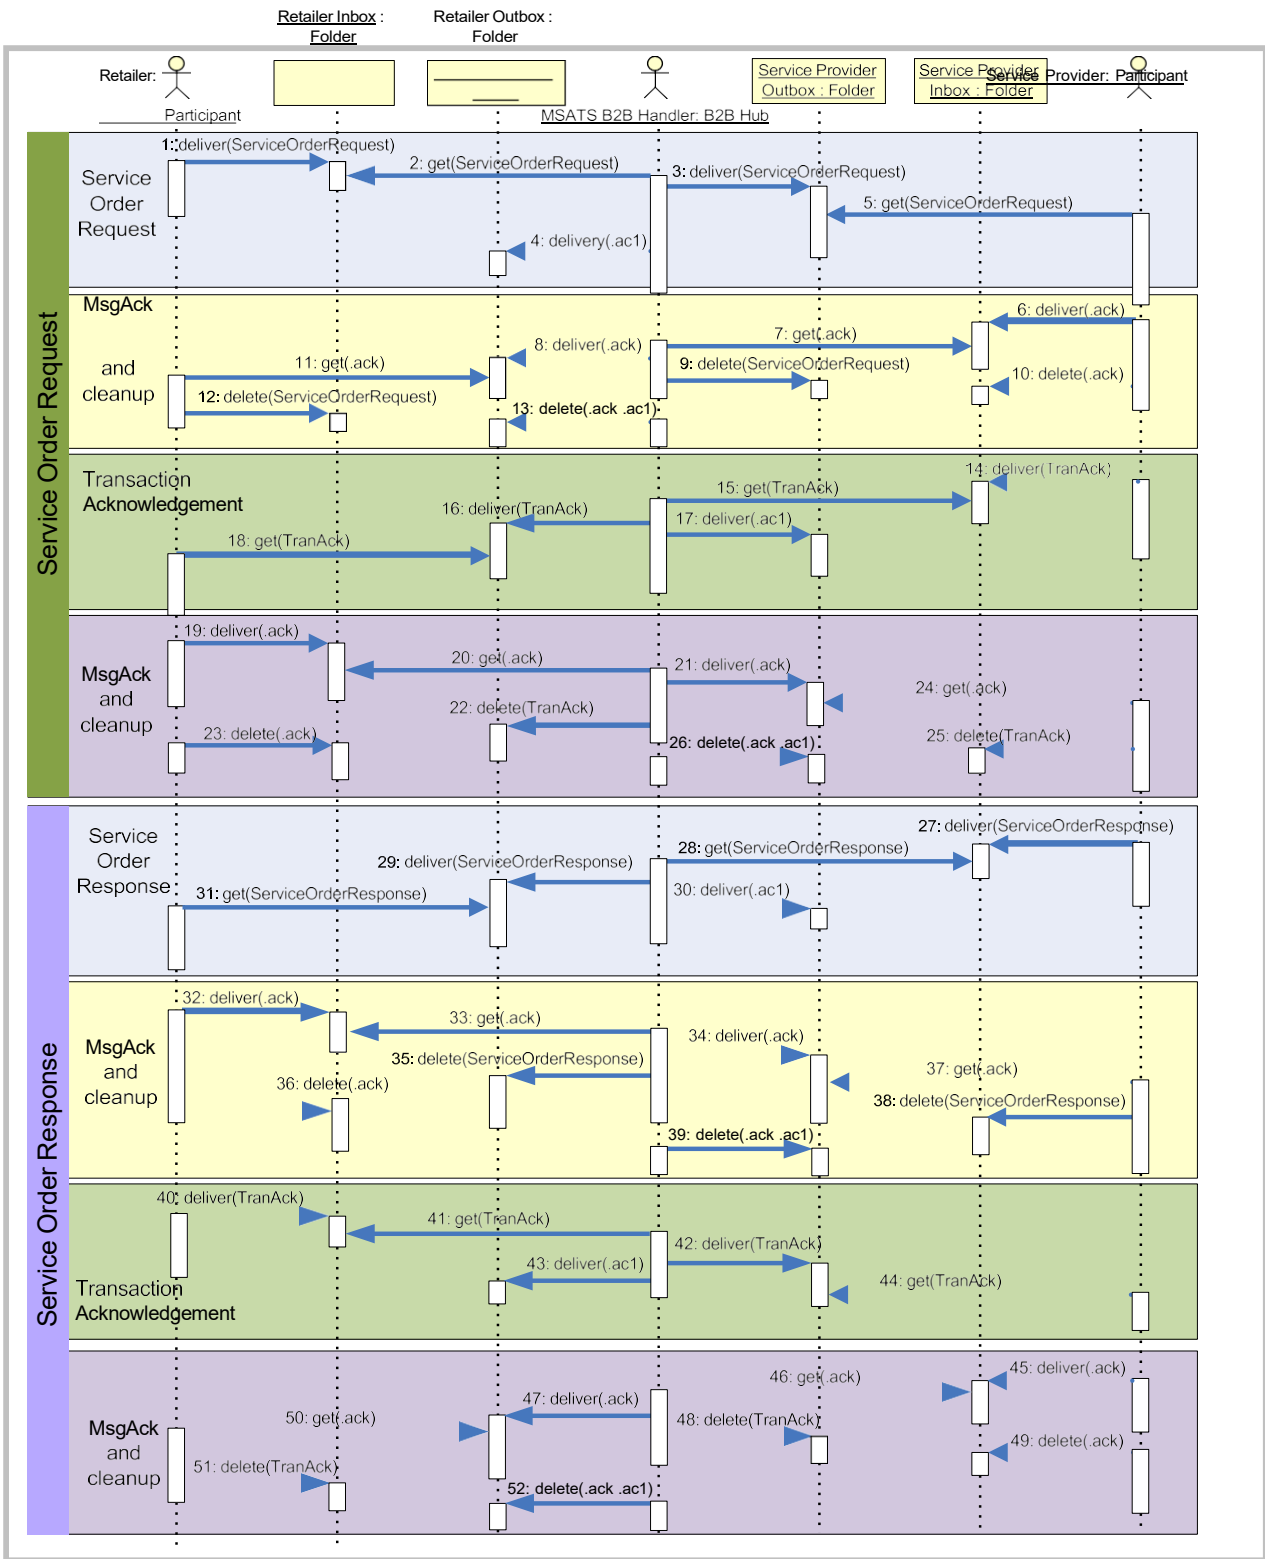 Retailer Inbox :
Folder
Retailer Outbox :
Folder
Retailer:
Participant
MSATS B2B Handler: B2B Hub
Service Provider
Outbox : Folder
Service Provider
Inbox : Folder
Service Provider: Participant
Service Order Request
Service
Order
Request
1: deliver(ServiceOrderRequest)
2: get(ServiceOrderRequest)
3: deliver(ServiceOrderRequest)
5: get(ServiceOrderRequest)
4: delivery(.ac1)
MsgAck
and
cleanup
6: deliver(.ack)
7: get(.ack)
8: deliver(.ack)
11: get(.ack)
9: delete(ServiceOrderRequest)
10: delete(.ack)
12: delete(ServiceOrderRequest)
13: delete(.ack .ac1)
Transaction
Acknowledgement
14: deliver(TranAck)
15: get(TranAck)
16: deliver(TranAck)
17: deliver(.ac1)
18: get(TranAck)
MsgAck
and
cleanup
19: deliver(.ack)
20: get(.ack)
21: deliver(.ack)
24: get(.ack)
22: delete(TranAck)
23: delete(.ack)
25: delete(TranAck)
26: delete(.ack .ac1)
Service Order Response
Service
Order
Response
27: deliver(ServiceOrderResponse)
28: get(ServiceOrderResponse)
29: deliver(ServiceOrderResponse)
30: deliver(.ac1)
31: get(ServiceOrderResponse)
MsgAck
and
cleanup
32: deliver(.ack)
33: get(.ack)
34: deliver(.ack)
35: delete(ServiceOrderResponse)
37: get(.ack)
36: delete(.ack)
38: delete(ServiceOrderResponse)
39: delete(.ack .ac1)
Transaction
Acknowledgement
40: deliver(TranAck)
41: get(TranAck)
42: deliver(TranAck)
43: deliver(.ac1)
44: get(TranAck)
MsgAck
and
cleanup
45: deliver(.ack)
46: get(.ack)
47: deliver(.ack)
50: get(.ack)
48: delete(TranAck)
49: delete(.ack)
51: delete(TranAck)
52: delete(.ack .ac1)